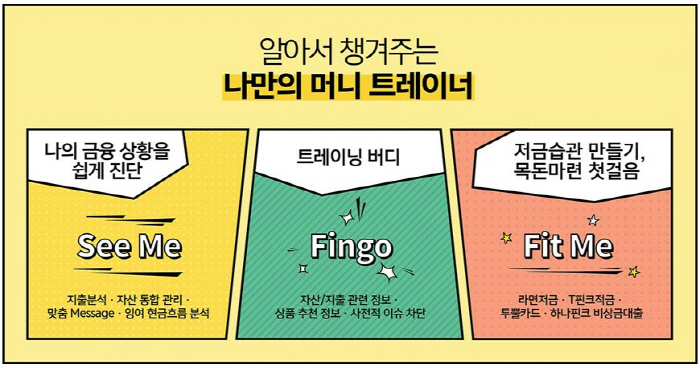 알아서 챙겨주는
나만의 머니 트레이너
나의 금융 상황을
쉽게 진단
See Me
지출분석 · 자산 통합 관리 ·
맞춤 Message · 잉여 현금흐름 분석
트레이닝 버디
Fingo
자산/지출 관련 정보 ·
상품 추천 정보 · 사전적 이슈 차단
저금습관 만들기,
목돈마련 첫걸음
Fit Me
라면저금 · T핑크적금 ·
투뿔카드 · 하나핑크 비상금대출